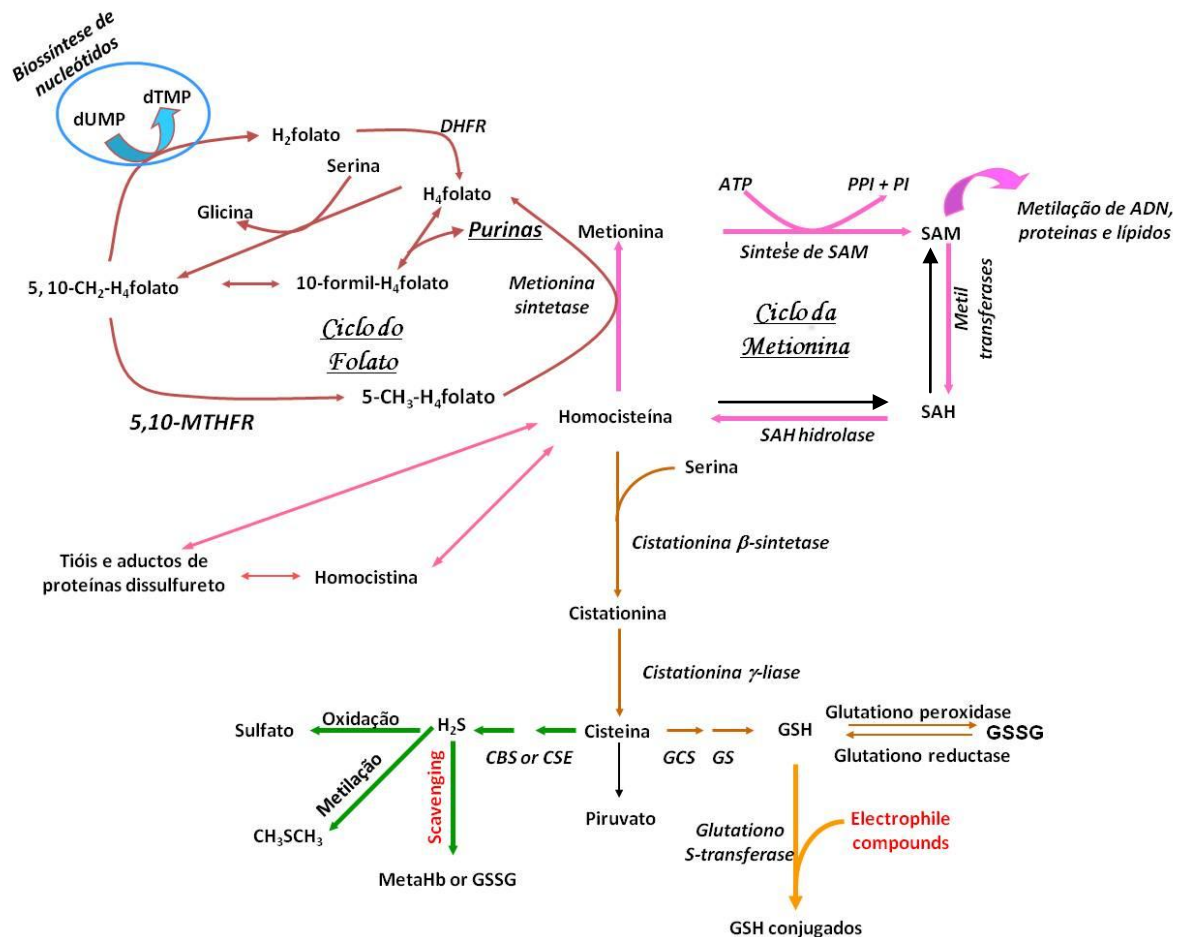 Biossíntese de
nucleótidos
dTMP
dUMP
H₂folato
DHFR
Serina
H₄folato
Glicina
Purinas
5, 10-CH₂-H₄folato
10-formil-H₄folato
Ciclo do
Folato
Metionina
sintetase
5-CH₃-H₄folato
5,10-MTHFR
ATP
PPI + PI
Metionina
Sintese de SAM
SAM
Metilação de ADN,
proteinas e lípidos
Ciclo da
Metionina
Metil
transferases
Homocisteína
SAH hidrolase
SAH
Serina
Cistationina β-sintetase
Tióis e aductos de
proteínas dissulfureto
Homocistina
Cistationina
Cistationina γ-liase
Sulfato
Oxidação
H₂S
CBS or CSE
Cisteina
GCS
GS
GSH
Glutationo peroxidase
GSSG
Glutationo reductase
Metilação
Scavenging
CH₃SCH₃
MetaHb or GSSG
Piruvato
Glutationo
S-transferase
Electrophile
compounds
GSH conjugados